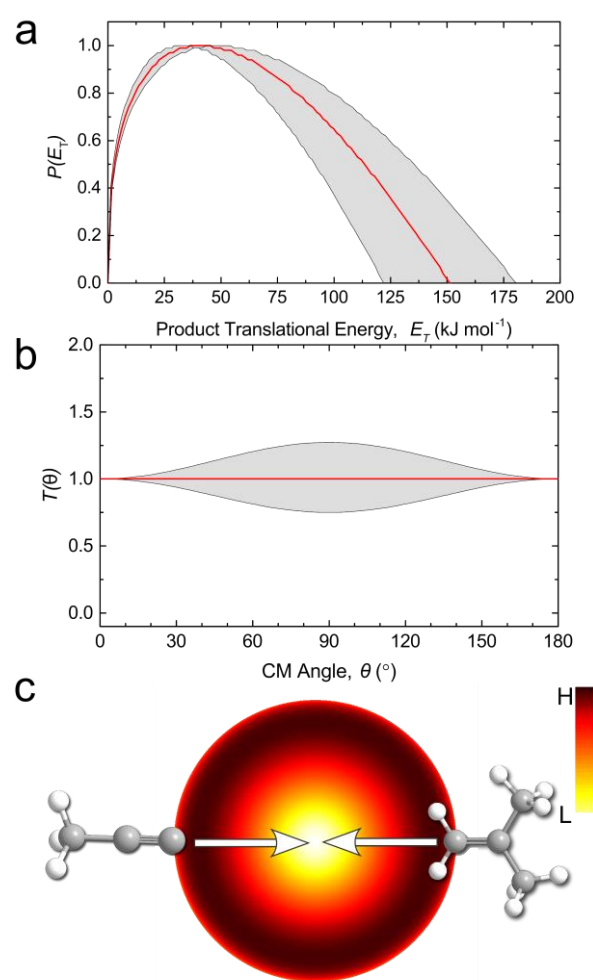 a
P(E_T)
1.0
0.8
0.6
0.4
0.2
0.0
0 25 50 75 100 125 150 175 200
Product Translational Energy, E_T (kJ mol⁻¹)
b
T(θ)
2.0
1.5
1.0
0.5
0.0
0 30 60 90 120 150 180
CM Angle, θ (°)
c
H
L